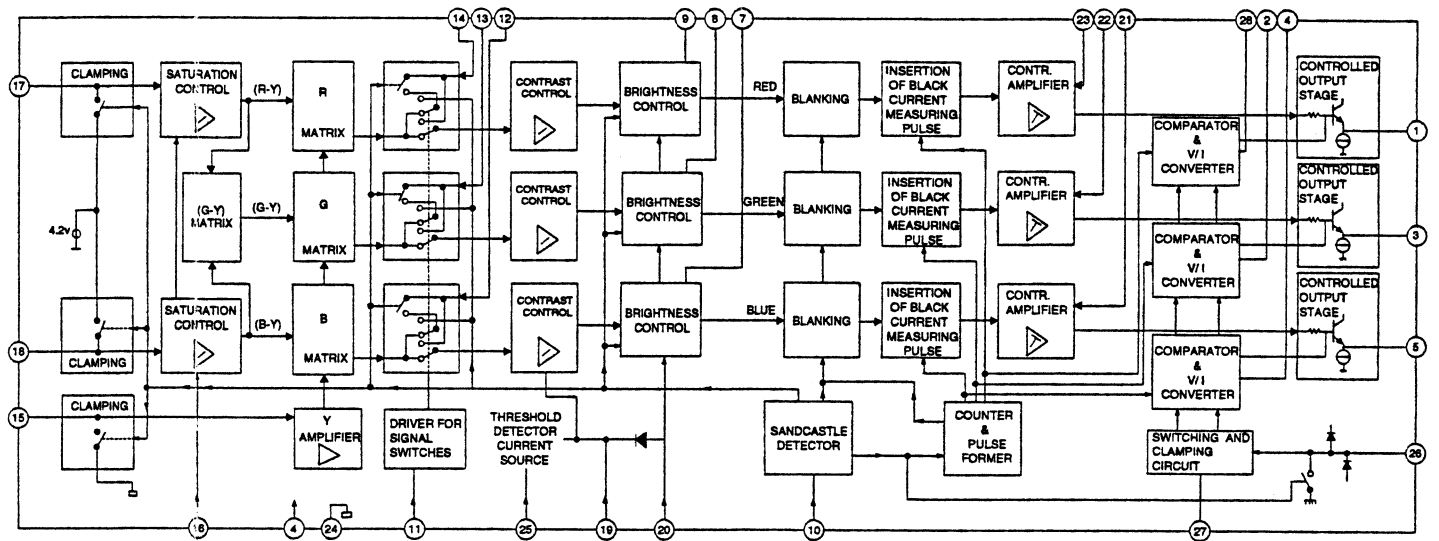 14 13 12 9 8 7 23 22 21 28 2 4
17
CLAMPING
SATURATION
CONTROL
(R-Y)
R
MATRIX
CONTRAST
CONTROL
BRIGHTNESS
CONTROL
RED
BLANKING
INSERTION
OF BLACK
CURRENT
MEASURING
PULSE
CONTR.
AMPLIFIER
COMPARATOR
&
V/I
CONVERTER
CONTROLLED
OUTPUT
STAGE
1
4.2v
(G-Y)
MATRIX
(G-Y)
G
MATRIX
CONTRAST
CONTROL
BRIGHTNESS
CONTROL
GREEN
BLANKING
INSERTION
OF BLACK
CURRENT
MEASURING
PULSE
CONTR.
AMPLIFIER
COMPARATOR
&
V/I
CONVERTER
CONTROLLED
OUTPUT
STAGE
3
18
CLAMPING
SATURATION
CONTROL
(B-Y)
B
MATRIX
CONTRAST
CONTROL
BRIGHTNESS
CONTROL
BLUE
BLANKING
INSERTION
OF BLACK
CURRENT
MEASURING
PULSE
CONTR.
AMPLIFIER
COMPARATOR
&
V/I
CONVERTER
CONTROLLED
OUTPUT
STAGE
5
15
CLAMPING
Y
AMPLIFIER
DRIVER FOR
SIGNAL
SWITCHES
THRESHOLD
DETECTOR
CURRENT
SOURCE
SANDCASTLE
DETECTOR
COUNTER
&
PULSE
FORMER
SWITCHING AND
CLAMPING
CIRCUIT
26
16 4 24 11 25 19 20 10 27